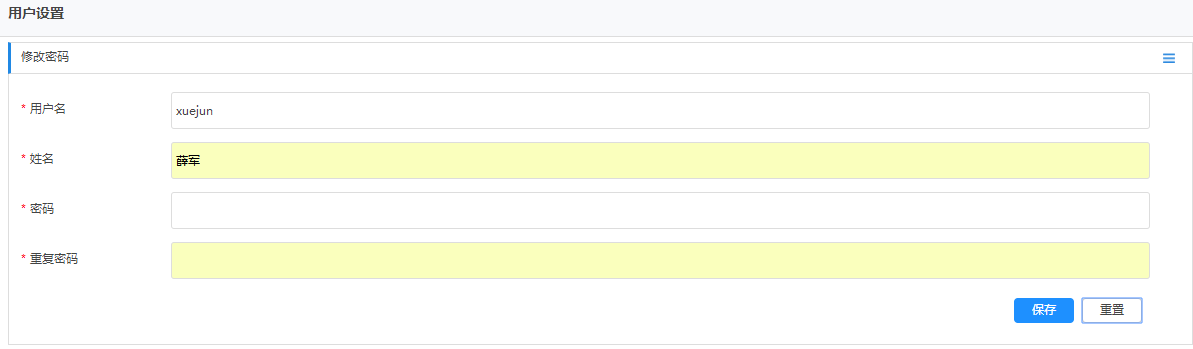 用户设置
修改密码
* 用户名
xuejun
* 姓名
薛军
* 密码
* 重复密码
保存
重置